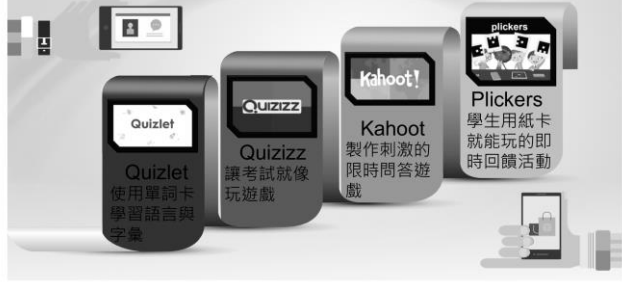 Quizlet
Quizlet
使用單詞卡
學習語言與
字彙
QUIZIZZ
Quizizz
讓考試就像
玩遊戲
Kahoot!
Kahoot
製作刺激的
限時問答遊
戲
plickers
Plickers
學生用紙卡
就能玩的即
時回饋活動